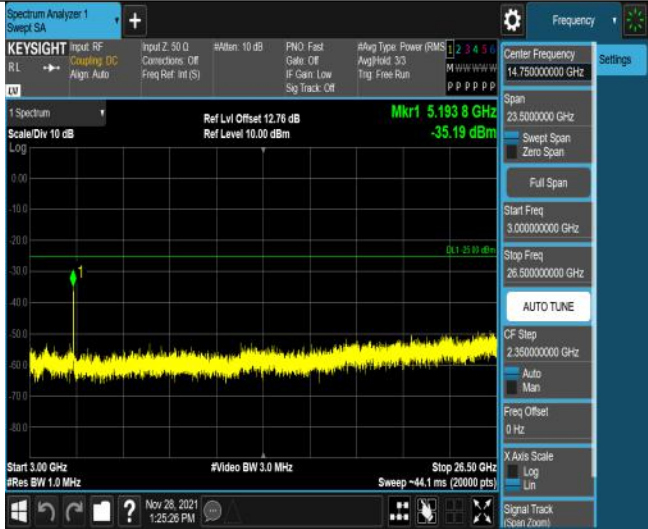 Spectrum Analyzer 1
Swept SA
+
Frequency
KEYSIGHT
Input: RF
Coupling: DC
Align: Auto
Input Z: 50 Ω
Corrections: Off
Freq Ref: Int (S)
#Atten: 10 dB
PNO: Fast
Gate: Off
IF Gain: Low
Sig Track: Off
#Avg Type: Power (RMS
Avg|Hold: 3/3
Trig: Free Run
1 2 3 4 5 6
M W W W W W
P P P P P P
RL
LV
1 Spectrum
Scale/Div 10 dB
Log
Ref Lvl Offset 12.76 dB
Ref Level 10.00 dBm
Mkr1 5.193 8 GHz
-35.19 dBm
0.00
-10.0
-20.0
-30.0
-40.0
-50.0
-60.0
-70.0
-80.0
DL1 -25.00 dBm
1
Start 3.00 GHz
#Res BW 1.0 MHz
#Video BW 3.0 MHz
Stop 26.50 GHz
Sweep ~44.1 ms (20000 pts)
Nov 28, 2021
1:25:26 PM
?
Center Frequency
14.750000000 GHz
Span
23.5000000 GHz
Swept Span
Zero Span
Full Span
Start Freq
3.000000000 GHz
Stop Freq
26.500000000 GHz
AUTO TUNE
CF Step
2.350000000 GHz
Auto
Man
Freq Offset
0 Hz
X Axis Scale
Log
Lin
Signal Track
(Span Zoom)
Settings